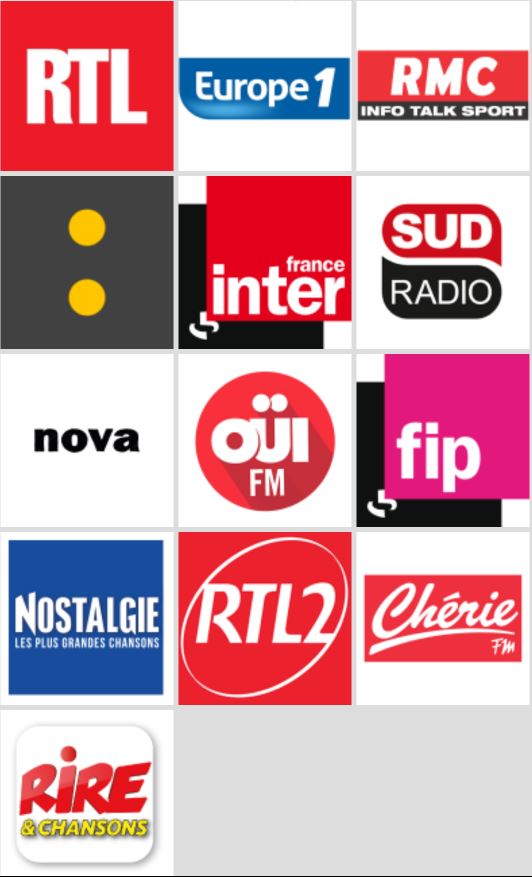 RTL
Europe 1
RMC
INFO TALK SPORT
:
france
inter
SUD
RADIO
nova
OÜI
FM
fip
NOSTALGIE
LES PLUS GRANDES CHANSONS
RTL2
Chérie
FM
RIRE
& CHANSONS